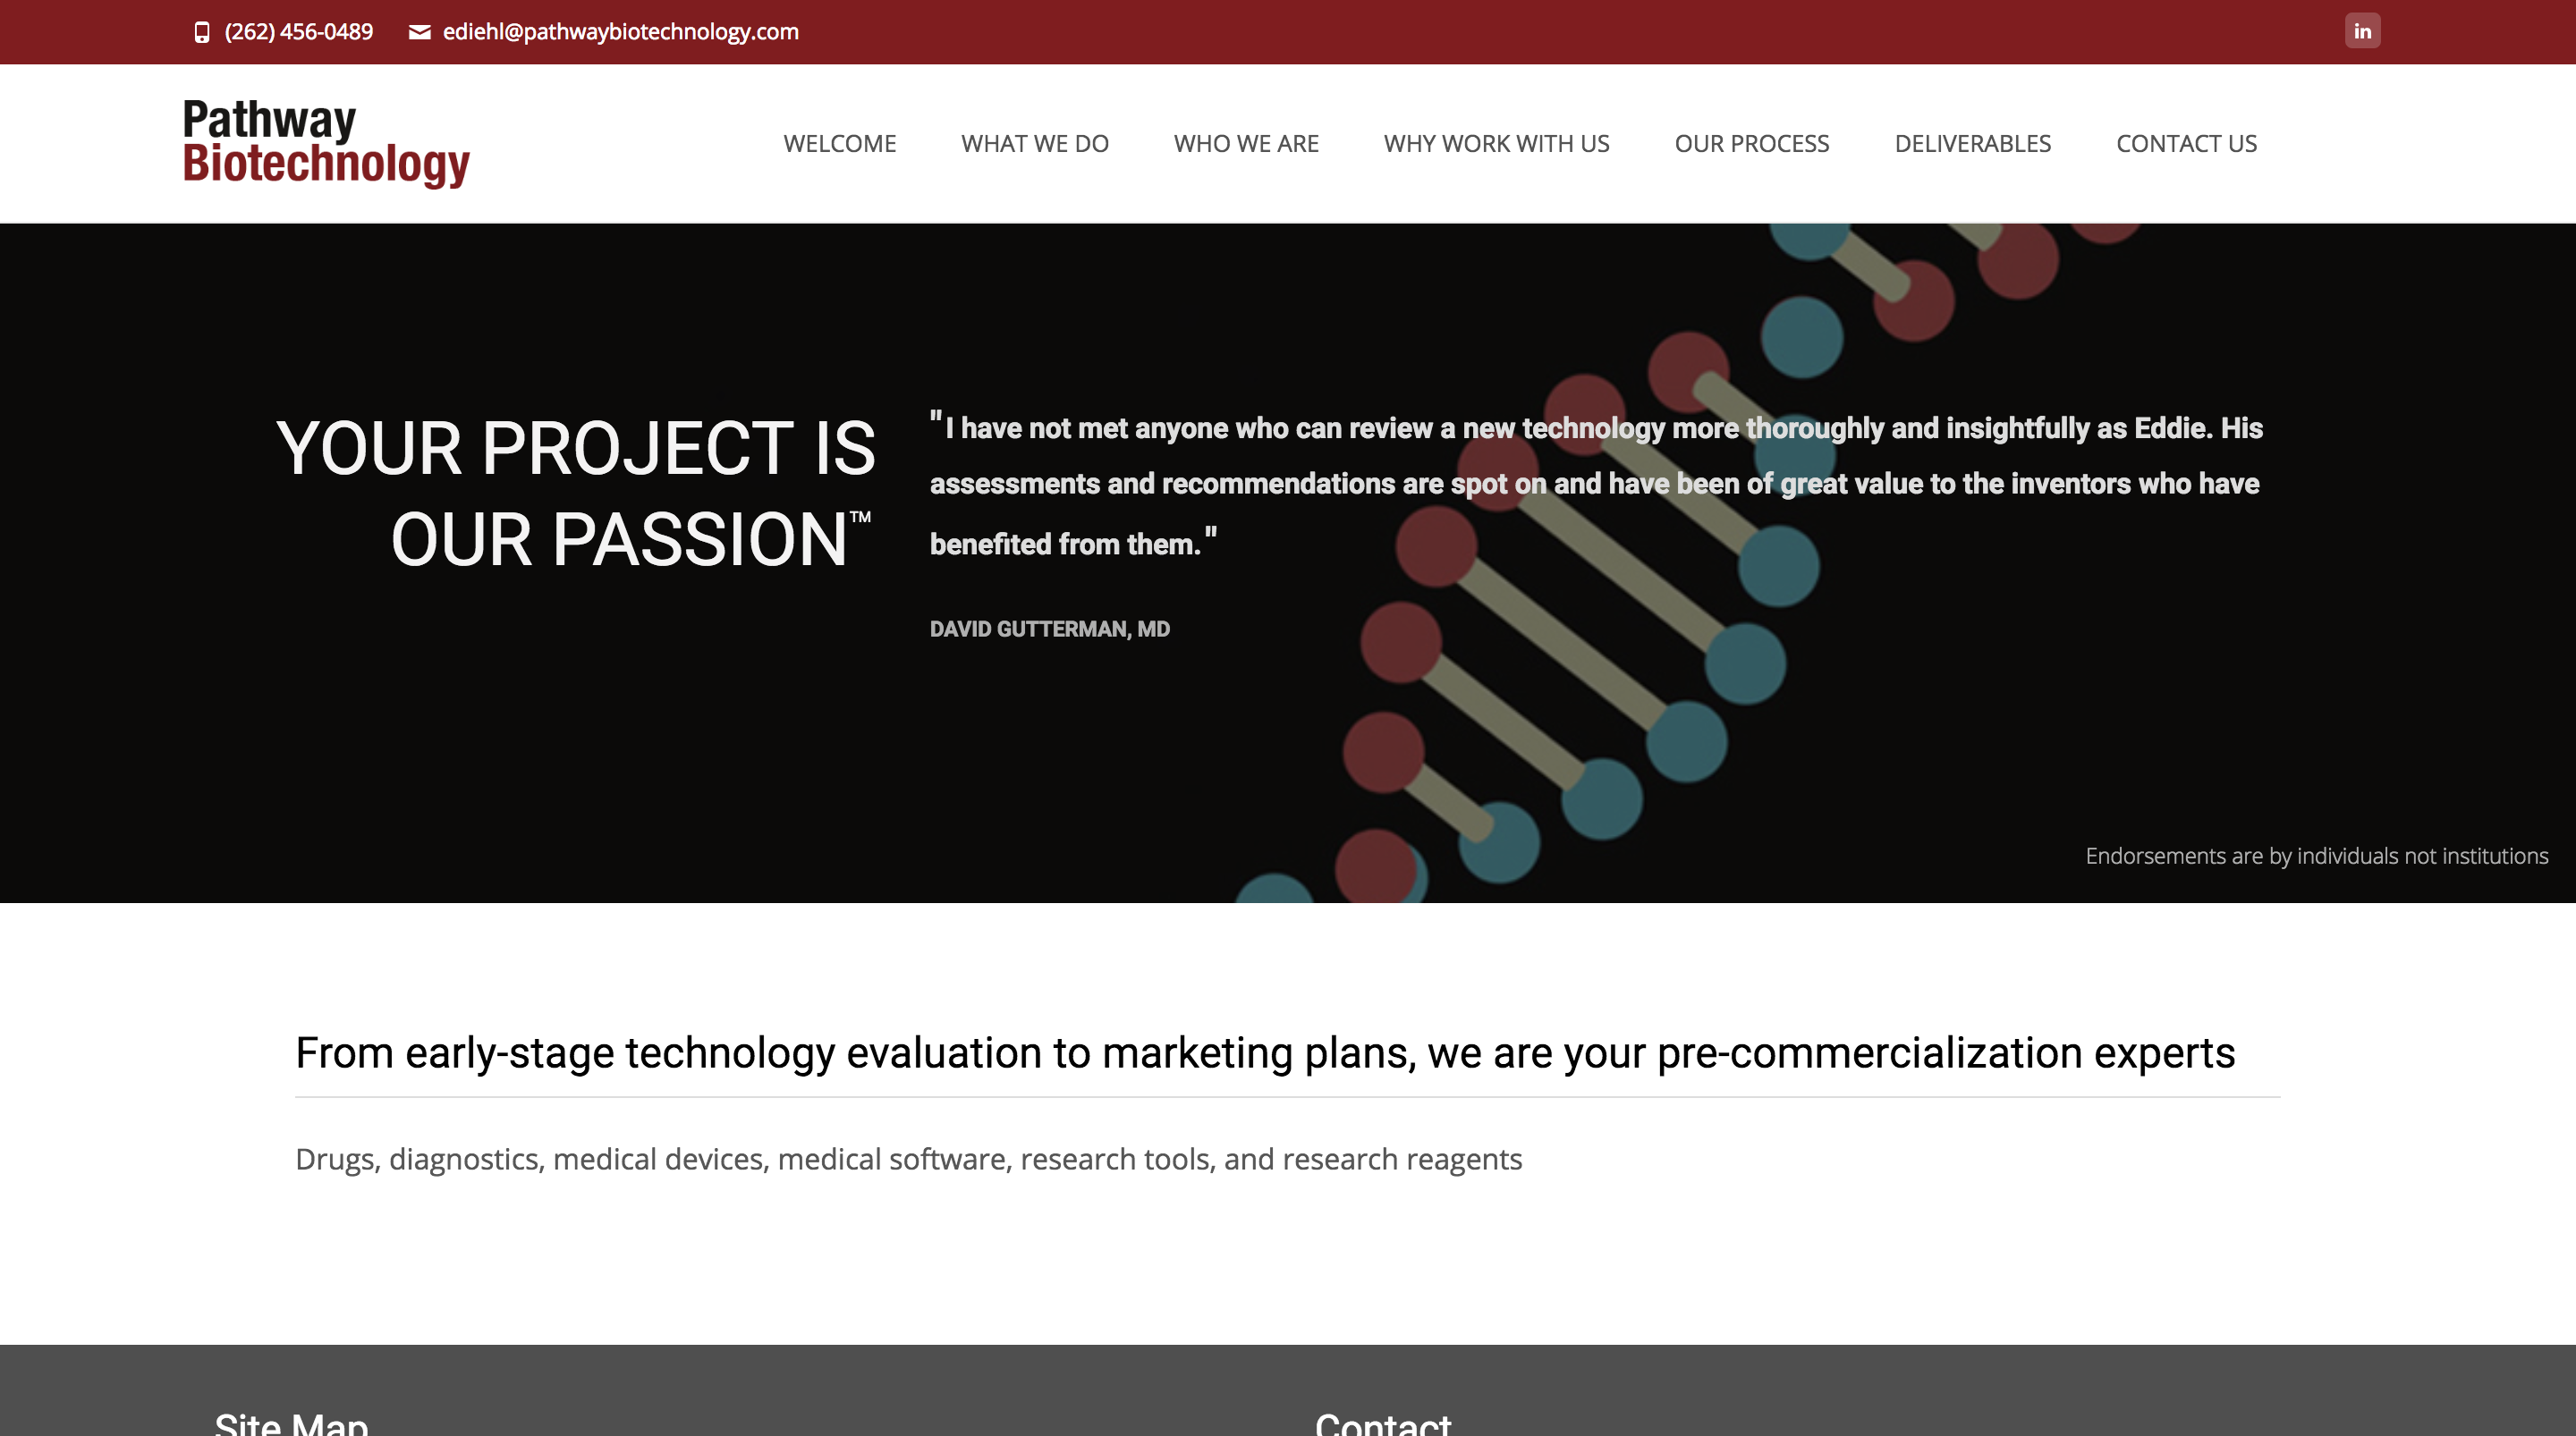 (262) 456-0489 ediehl@pathwaybiotechnology.com in
Pathway
Biotechnology
WELCOME WHAT WE DO WHO WE ARE WHY WORK WITH US OUR PROCESS DELIVERABLES CONTACT US
YOUR PROJECT IS
OUR PASSION™
"I have not met anyone who can review a new technology more thoroughly and insightfully as Eddie. His
assessments and recommendations are spot on and have been of great value to the inventors who have
benefited from them."
DAVID GUTTERMAN, MD
Endorsements are by individuals not institutions
From early-stage technology evaluation to marketing plans, we are your pre-commercialization experts
Drugs, diagnostics, medical devices, medical software, research tools, and research reagents
Site Map Contact